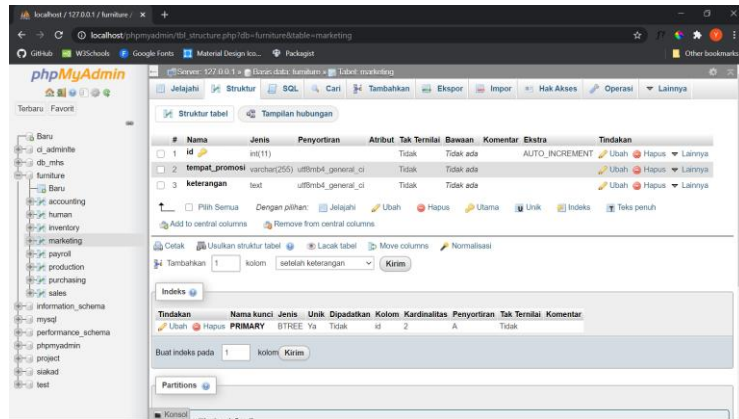 localhost / 127.0.0.1 / furniture /
localhost/phpmyadmin/tbl_structure.php?db=furniture&table=marketing
GitHub W3Schools Google Fonts Material Design Ico... Packagist Other bookmarks
phpMyAdmin
Terbaru Favorit
Baru
ci_adminlte
db_mhs
furniture
Baru
accounting
human
inventory
marketing
payroll
production
purchasing
sales
information_schema
mysql
performance_schema
phpmyadmin
project
siakad
test
Server: 127.0.0.1 » Basis data: furniture » Tabel: marketing
Jelajahi Struktur SQL Cari Tambahkan Ekspor Impor Hak Akses Operasi Lainnya
Struktur tabel Tampilan hubungan
# Nama Jenis Penyortiran Atribut Tak Ternilai Bawaan Komentar Ekstra Tindakan
1 id int(11) Tidak Tidak ada AUTO_INCREMENT Ubah Hapus Lainnya
2 tempat_promosi varchar(255) utf8mb4_general_ci Tidak Tidak ada Ubah Hapus Lainnya
3 keterangan text utf8mb4_general_ci Tidak Tidak ada Ubah Hapus Lainnya
Pilih Semua Dengan pilihan: Jelajahi Ubah Hapus Utama Unik Indeks Teks penuh
Add to central columns Remove from central columns
Cetak Usulkan struktur tabel Lacak tabel Move columns Normalisasi
Tambahkan 1 kolom setelah keterangan Kirim
Indeks
Tindakan Nama kunci Jenis Unik Dipadatkan Kolom Kardinalitas Penyortiran Tak Ternilai Komentar
Ubah Hapus PRIMARY BTREE Ya Tidak id 2 A Tidak
Buat indeks pada 1 kolom Kirim
Partitions
Konsol